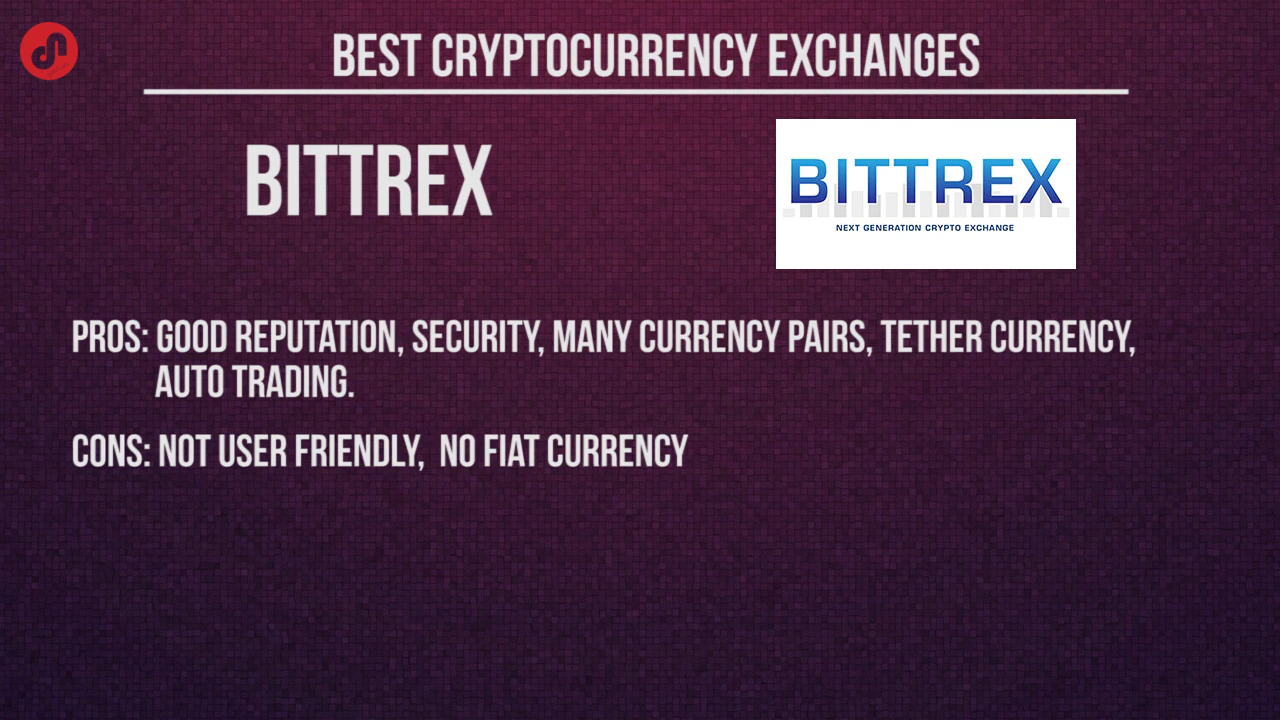 BEST CRYPTOCURRENCY EXCHANGES
BITTREX
BITTREX
NEXT GENERATION CRYPTO EXCHANGE
PROS: GOOD REPUTATION, SECURITY, MANY CURRENCY PAIRS, TETHER CURRENCY,
AUTO TRADING.
CONS: NOT USER FRIENDLY, NO FIAT CURRENCY